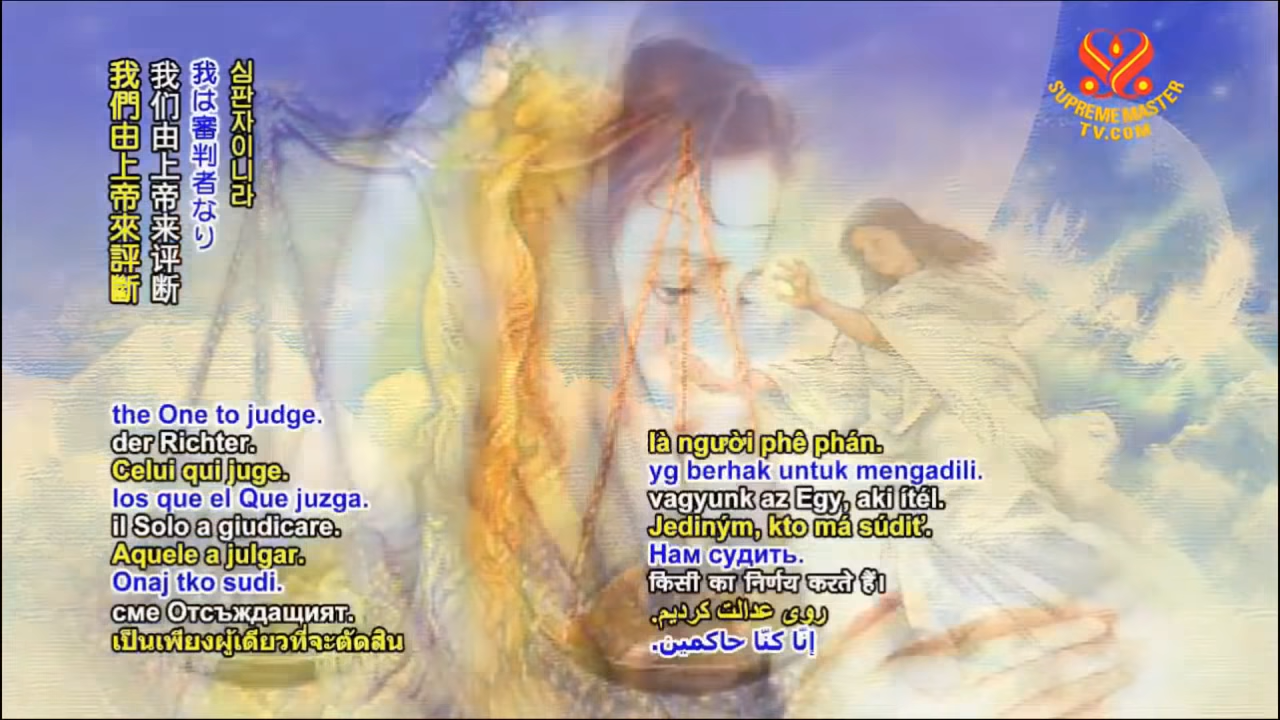 我們由上帝來評斷
我们由上帝来评断
我は審判者なり
심판자이니라
SUPREME MASTER
TV.COM
the One to judge.
der Richter.
Celui qui juge.
los que el Que juzga.
il Solo a giudicare.
Aquele a julgar.
Onaj tko sudi.
сме Отсъждащият.
เป็นเพียงผู้เดียวที่จะตัดสิน
là người phê phán.
yg berhak untuk mengadili.
vagyunk az Egy, aki ítél.
Jediným, kto má súdiť.
Нам судить.
किसी का निर्णय करते हैं।
روی عدالت کردیم.
إنّا كنّا حاكمين.